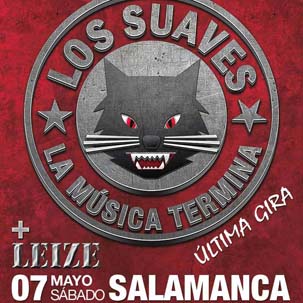 LOS SUAVES
LA MÚSICA TERMINA
ÚLTIMA GIRA
+
LEIZE
07 MAYO SÁBADO SALAMANCA